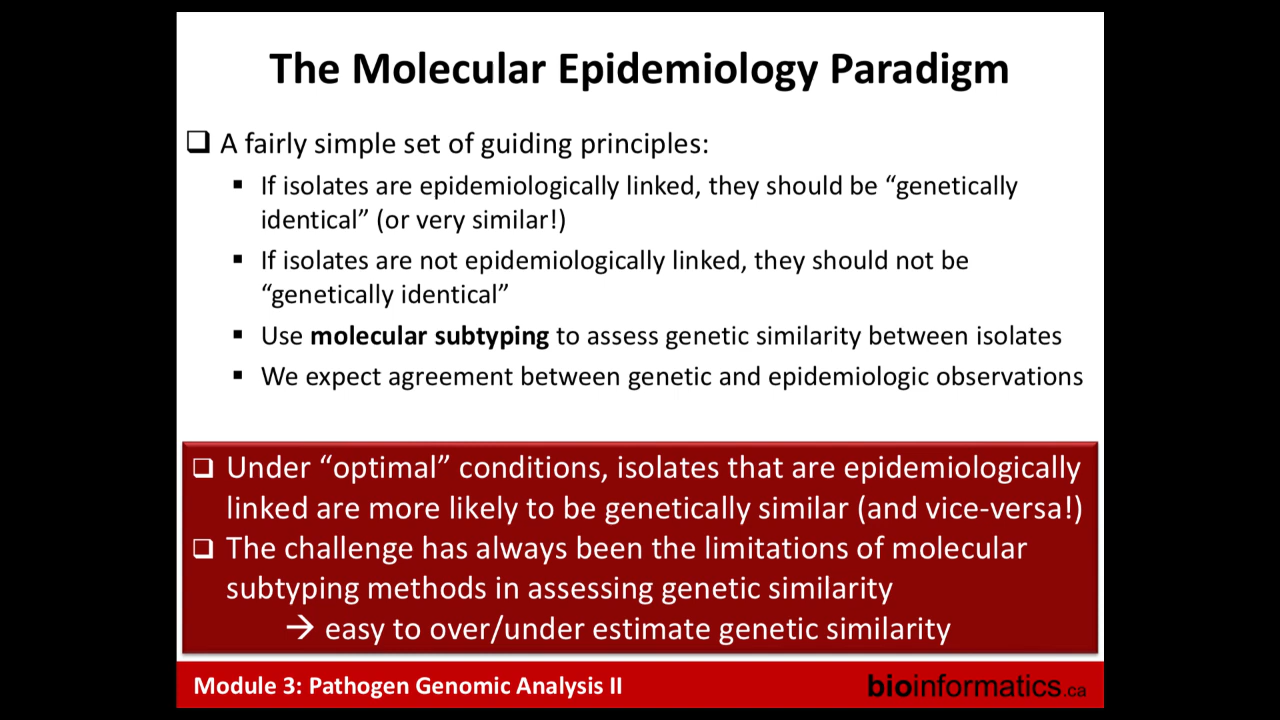 The Molecular Epidemiology Paradigm
❑ A fairly simple set of guiding principles:
▪ If isolates are epidemiologically linked, they should be “genetically
identical” (or very similar!)
▪ If isolates are not epidemiologically linked, they should not be
“genetically identical”
▪ Use molecular subtyping to assess genetic similarity between isolates
▪ We expect agreement between genetic and epidemiologic observations
❑ Under “optimal” conditions, isolates that are epidemiologically
linked are more likely to be genetically similar (and vice-versa!)
❑ The challenge has always been the limitations of molecular
subtyping methods in assessing genetic similarity
→ easy to over/under estimate genetic similarity
Module 3: Pathogen Genomic Analysis II
bioinformatics.ca